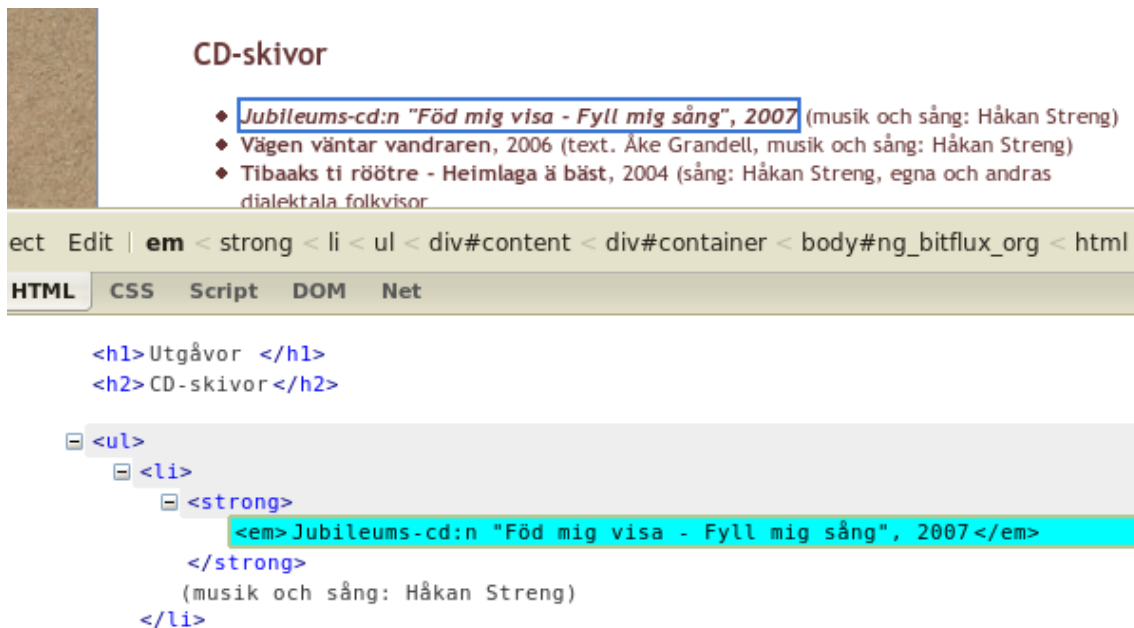 CD-skivor
Jubileums-cd:n "Föd mig visa - Fyll mig sång", 2007 (musik och sång: Håkan Streng)
Vägen väntar vandraren, 2006 (text. Åke Grandell, musik och sång: Håkan Streng)
Tibaaks ti röötre - Heimlaga ä bäst, 2004 (sång: Håkan Streng, egna och andras
dialektala folkvisor
ect Edit | em < strong < li < ul < div#content < div#container < body#ng_bitflux_org < html
HTML CSS Script DOM Net
<h1>Utgåvor </h1>
<h2>CD-skivor</h2>
<ul>
<li>
<strong>
<em>Jubileums-cd:n "Föd mig visa - Fyll mig sång", 2007</em>
</strong>
(musik och sång: Håkan Streng)
</li>